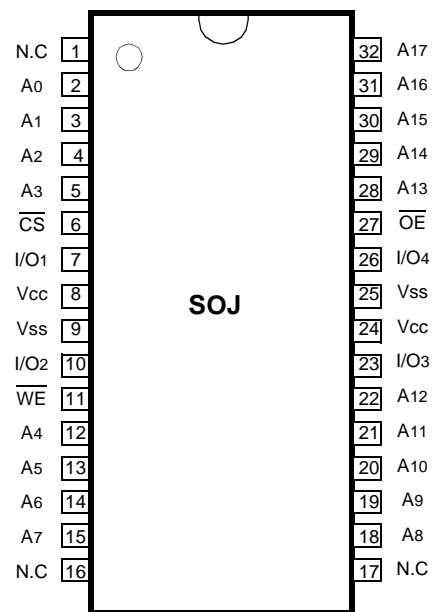 N.C 1 32 A17
A0 2 31 A16
A1 3 30 A15
A2 4 29 A14
A3 5 28 A13
CS 6 27 OE
I/O1 7 26 I/O4
Vcc 8 25 Vss
SOJ
Vss 9 24 Vcc
I/O2 10 23 I/O3
WE 11 22 A12
A4 12 21 A11
A5 13 20 A10
A6 14 19 A9
A7 15 18 A8
N.C 16 17 N.C